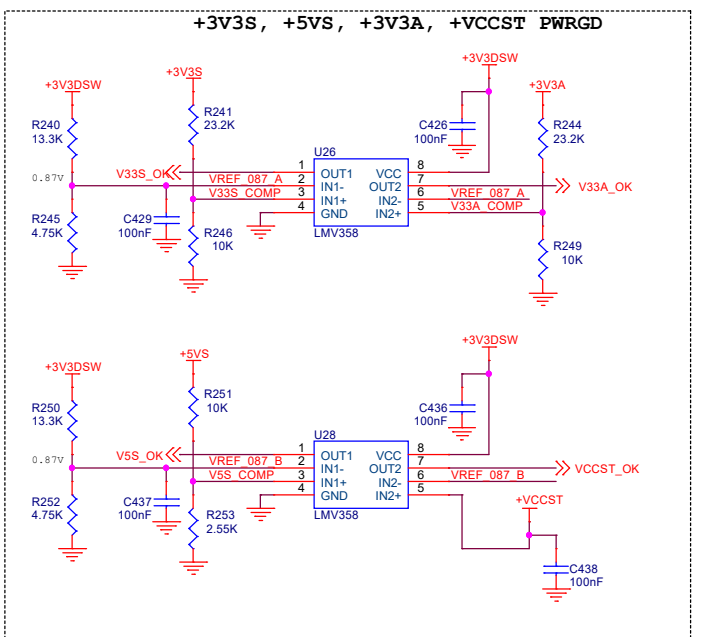 +3V3S, +5VS, +3V3A, +VCCST PWRGD
+3V3DSW
R240
13.3K
0.87V
R245
4.75K
C429
100nF
+3V3S
R241
23.2K
V33S_OK
VREF_087_A
V33S_COMP
R246
10K
U26
1 OUT1 VCC 8
2 IN1- OUT2 7
3 IN1+ IN2- 6
4 GND IN2+ 5
LMV358
+3V3DSW
C426
100nF
VREF_087_A
V33A_COMP
+3V3A
R244
23.2K
V33A_OK
R249
10K
+3V3DSW
R250
13.3K
0.87V
R252
4.75K
C437
100nF
+5VS
R251
10K
V5S_OK
VREF_087_B
V5S_COMP
R253
2.55K
U28
1 OUT1 VCC 8
2 IN1- OUT2 7
3 IN1+ IN2- 6
4 GND IN2+ 5
LMV358
+3V3DSW
C436
100nF
VREF_087_B
VCCST_OK
+VCCST
C438
100nF